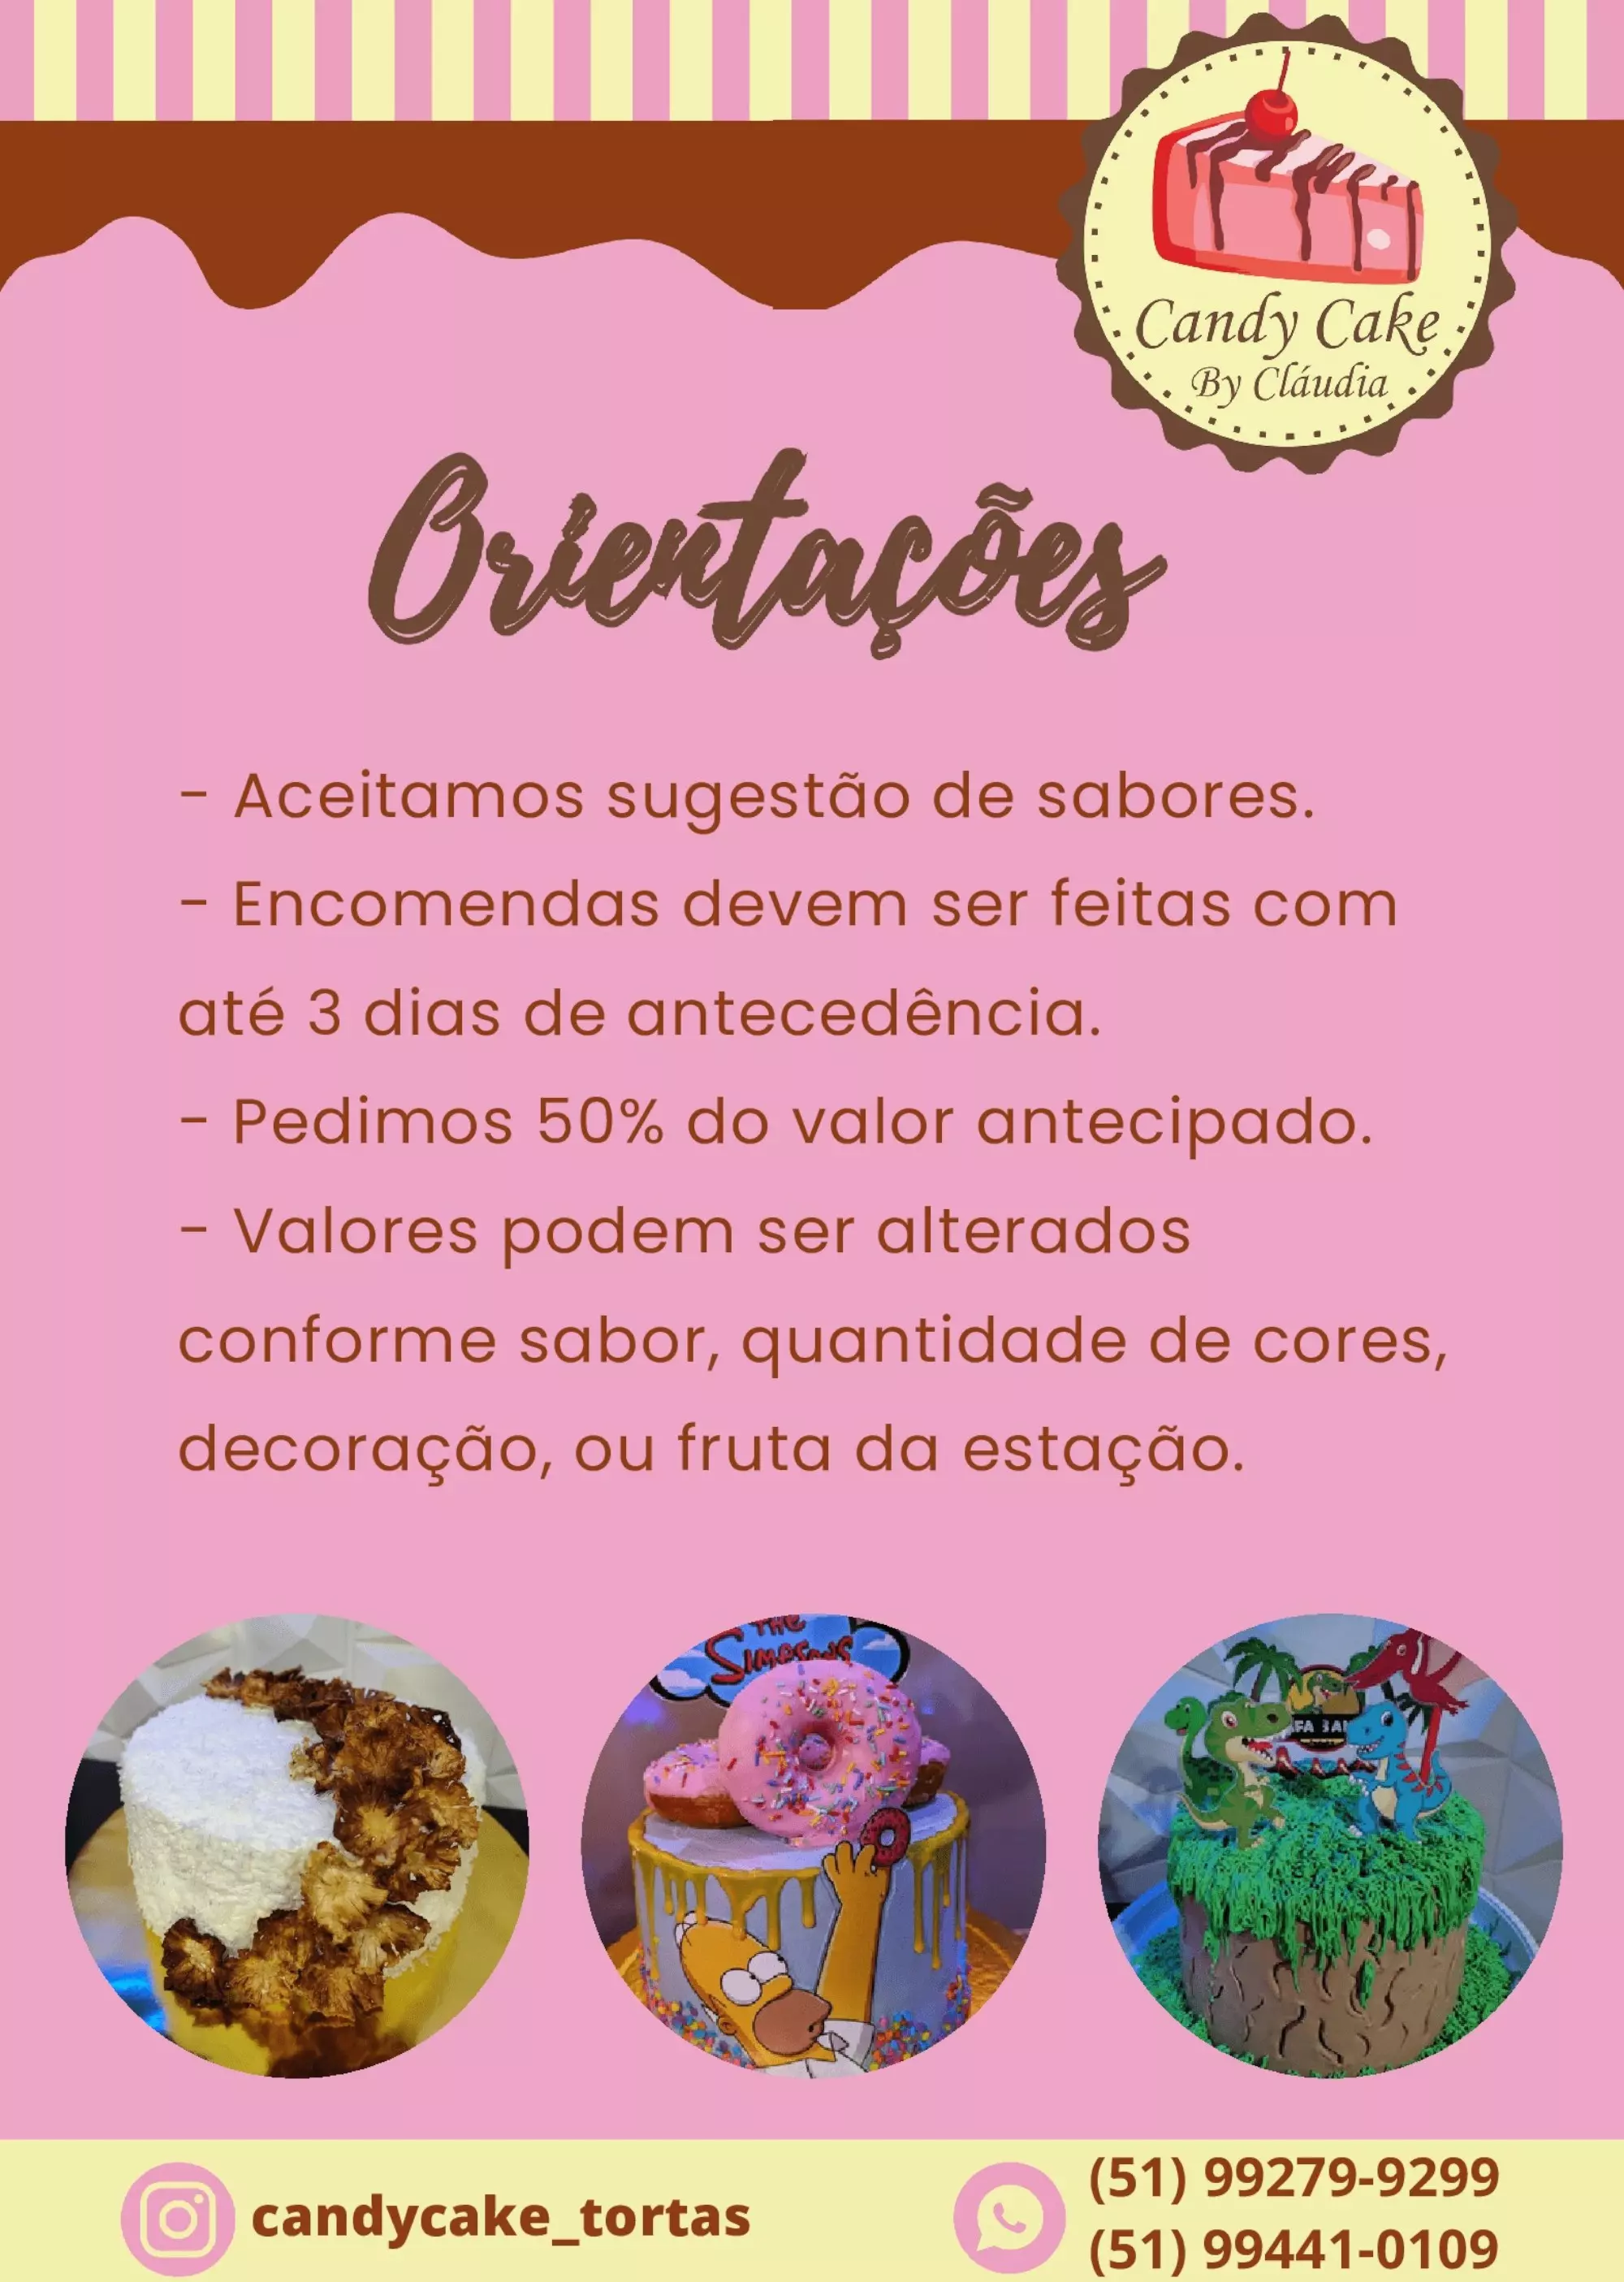 Candy Cake
By Cláudia
Orientações
- Aceitamos sugestão de sabores.
- Encomendas devem ser feitas com
até 3 dias de antecedência.
- Pedimos 50% do valor antecipado.
- Valores podem ser alterados
conforme sabor, quantidade de cores,
decoração, ou fruta da estação.
THE
SIMPSONS
candycake_tortas
(51) 99279-9299
(51) 99441-0109